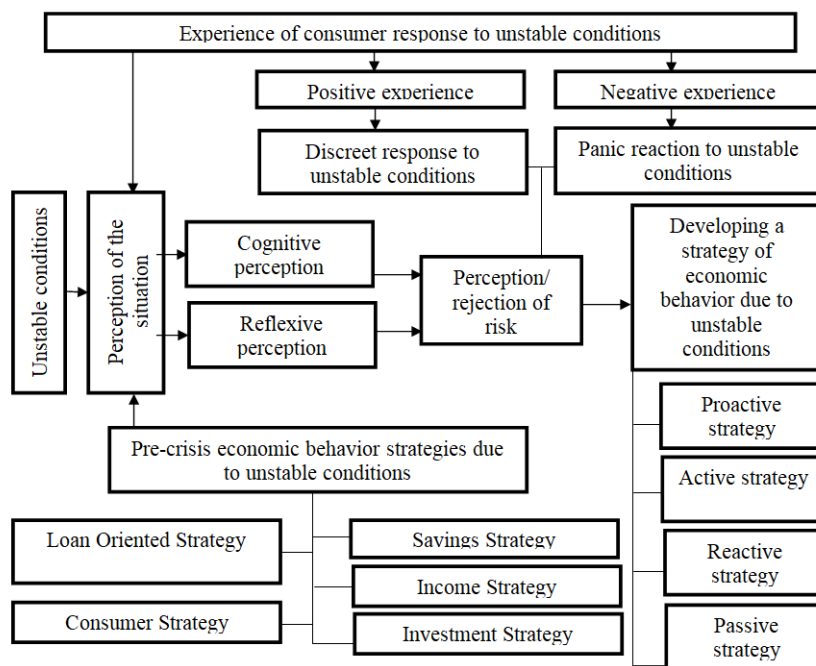 Experience of consumer response to unstable conditions
Positive experience
Negative experience
Discreet response to
unstable conditions
Panic reaction to unstable
conditions
Unstable conditions
Perception of the
situation
Cognitive
perception
Reflexive
perception
Perception/
rejection of
risk
Developing a
strategy of
economic
behavior due to
unstable
conditions
Pre-crisis economic behavior strategies due
to unstable conditions
Loan Oriented Strategy
Consumer Strategy
Savings Strategy
Income Strategy
Investment Strategy
Proactive
strategy
Active strategy
Reactive
strategy
Passive
strategy